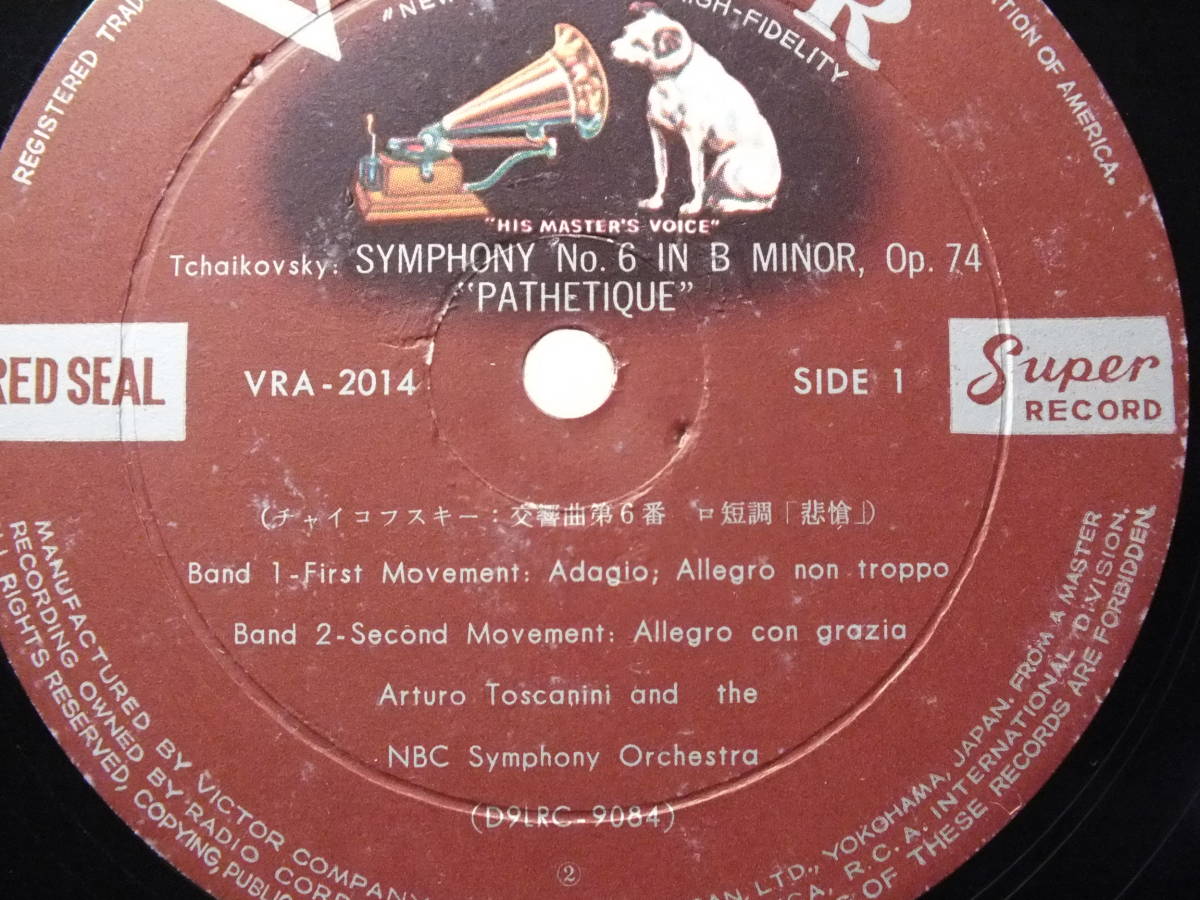 REGISTERED
"NEW
HIGH-FIDELITY
OF AMERICA.
"HIS MASTER'S VOICE"
Tchaikovsky: SYMPHONY No. 6 IN B MINOR, Op. 74
"PATHETIQUE"
RED SEAL
VRA-2014
SIDE 1
Super
RECORD
(チャイコフスキー:交響曲第6番 ロ短調「悲愴」)
Band 1-First Movement: Adagio; Allegro non troppo
Band 2-Second Movement: Allegro con grazia
Arturo Toscanini and the
NBC Symphony Orchestra
(D9LRC-9084)
②
MANUFACTURED BY VICTOR COMPANY
LTD., YOKOHAMA, JAPAN. FROM A MASTER
RECORDING OWNED BY RADIO
R.C.A. INTERNATIONAL DIVISION.
RIGHTS RESERVED, COPYING,
OF THESE RECORDS ARE FORBIDDEN.